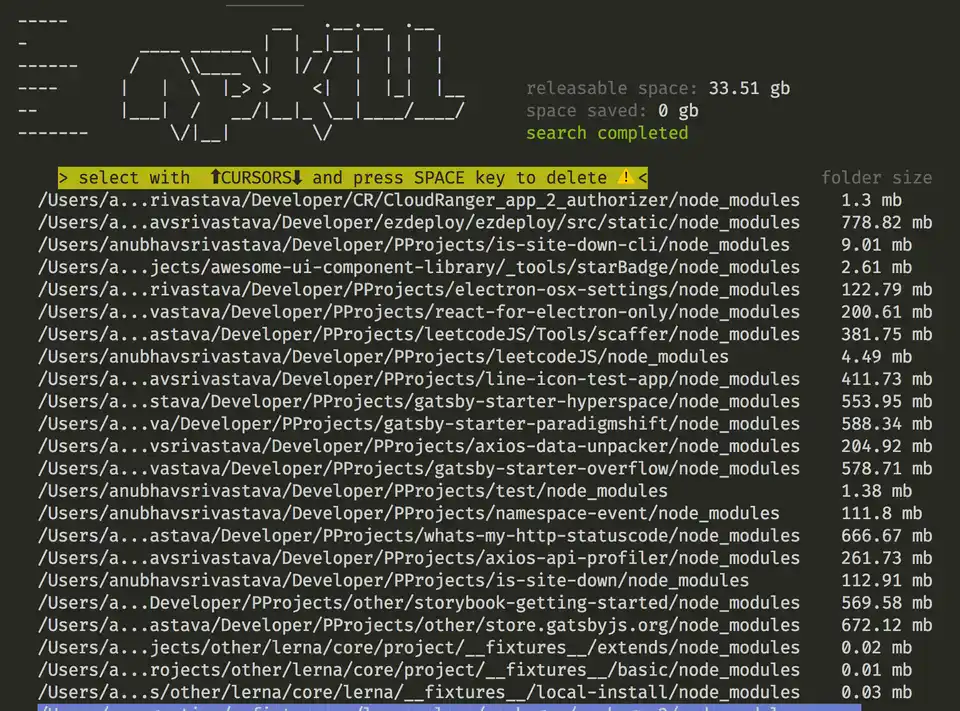 npkill
releasable space: 33.51 gb
space saved: 0 gb
search completed
> select with ⬆CURSORS⬇ and press SPACE key to delete ⚠ <
folder size
/Users/a...rivastava/Developer/CR/CloudRanger_app_2_authorizer/node_modules 1.3 mb
/Users/a...avsrivastava/Developer/ezdeploy/ezdeploy/src/static/node_modules 778.82 mb
/Users/anubhavsrivastava/Developer/PProjects/is-site-down-cli/node_modules 9.01 mb
/Users/a...jects/awesome-ui-component-library/_tools/starBadge/node_modules 2.61 mb
/Users/a...rivastava/Developer/PProjects/electron-osx-settings/node_modules 122.79 mb
/Users/a...vastava/Developer/PProjects/react-for-electron-only/node_modules 200.61 mb
/Users/a...astava/Developer/PProjects/leetcodeJS/Tools/scaffer/node_modules 381.75 mb
/Users/anubhavsrivastava/Developer/PProjects/leetcodeJS/node_modules 4.49 mb
/Users/a...avsrivastava/Developer/PProjects/line-icon-test-app/node_modules 411.73 mb
/Users/a...stava/Developer/PProjects/gatsby-starter-hyperspace/node_modules 553.95 mb
/Users/a...va/Developer/PProjects/gatsby-starter-paradigmshift/node_modules 588.34 mb
/Users/a...vsrivastava/Developer/PProjects/axios-data-unpacker/node_modules 204.92 mb
/Users/a...vastava/Developer/PProjects/gatsby-starter-overflow/node_modules 578.71 mb
/Users/anubhavsrivastava/Developer/PProjects/test/node_modules 1.38 mb
/Users/anubhavsrivastava/Developer/PProjects/namespace-event/node_modules 111.8 mb
/Users/a...astava/Developer/PProjects/whats-my-http-statuscode/node_modules 666.67 mb
/Users/a...avsrivastava/Developer/PProjects/axios-api-profiler/node_modules 261.73 mb
/Users/anubhavsrivastava/Developer/PProjects/is-site-down/node_modules 112.91 mb
/Users/a...Developer/PProjects/other/storybook-getting-started/node_modules 569.58 mb
/Users/a...astava/Developer/PProjects/other/store.gatsbyjs.org/node_modules 672.12 mb
/Users/a...jects/other/lerna/core/project/__fixtures__/extends/node_modules 0.02 mb
/Users/a...rojects/other/lerna/core/project/__fixtures__/basic/node_modules 0.01 mb
/Users/a...s/other/lerna/core/lerna/__fixtures__/local-install/node_modules 0.03 mb